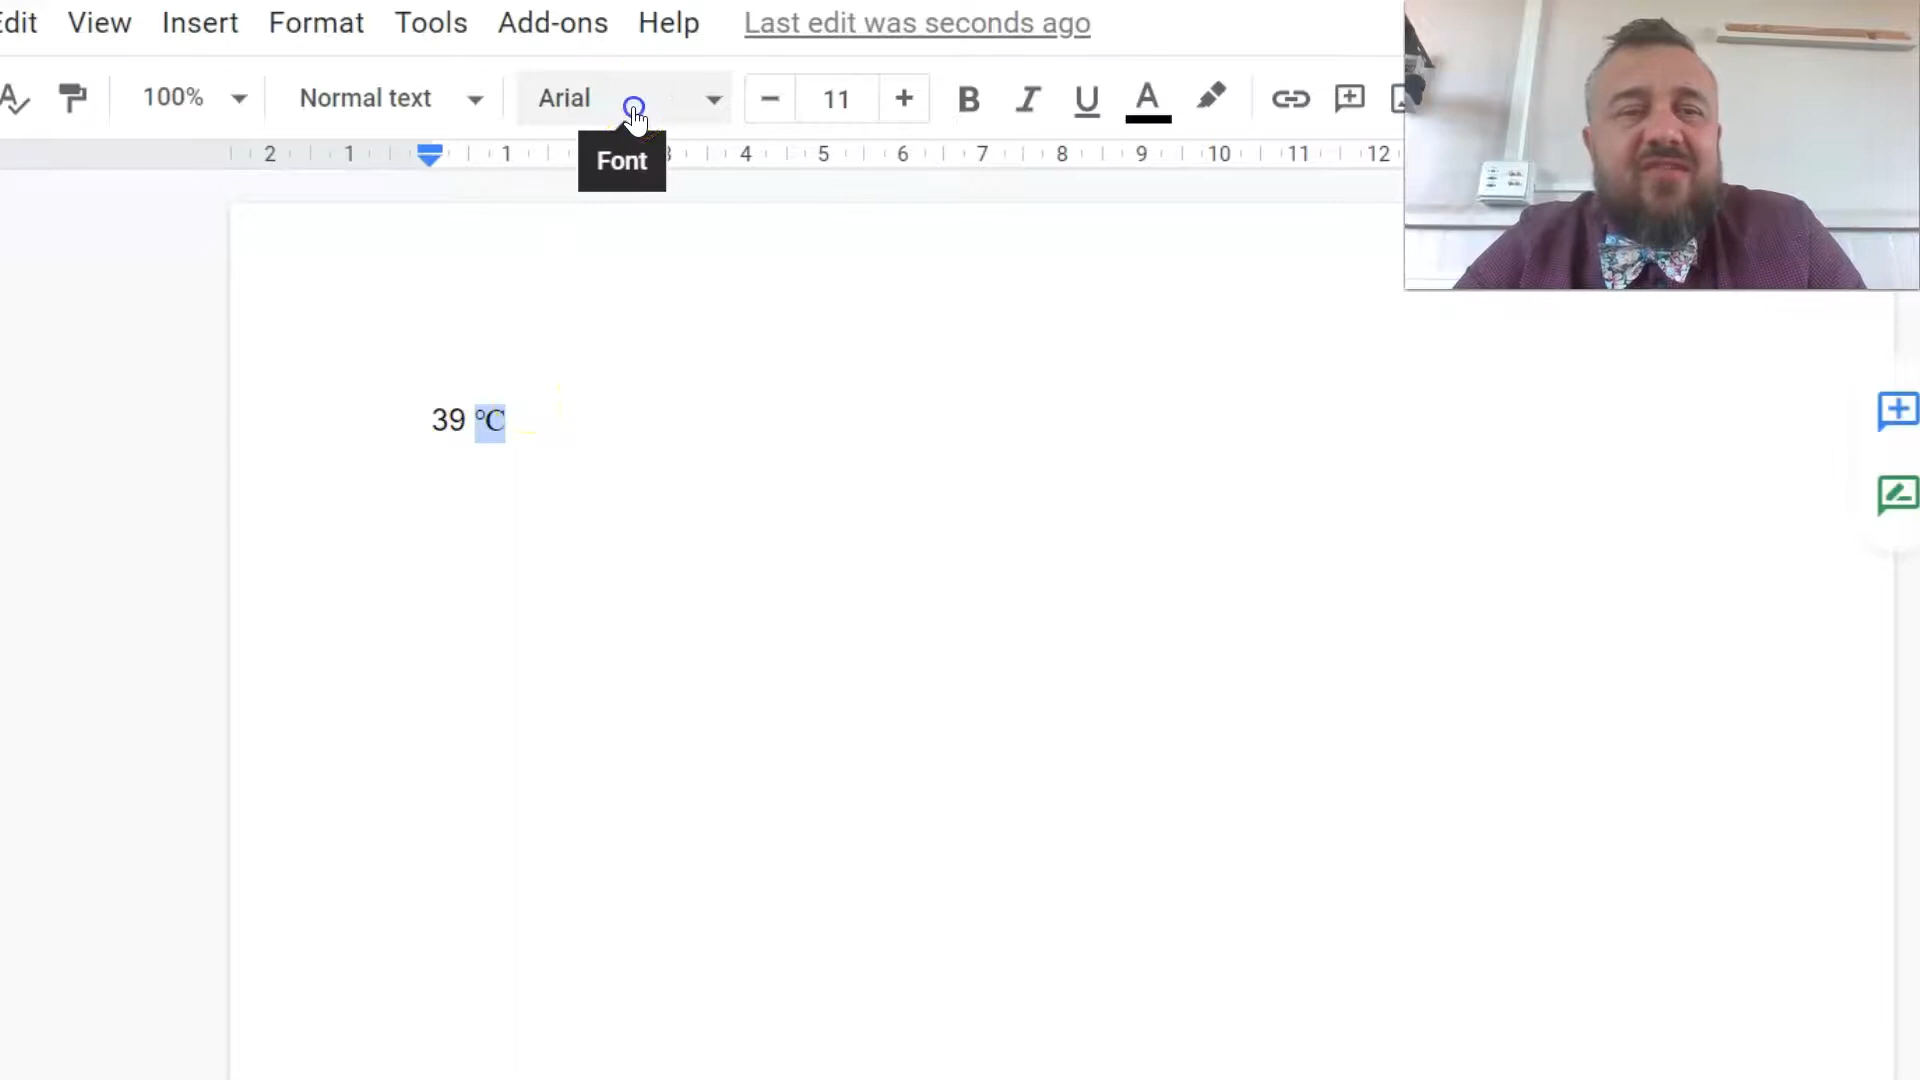 Edit View Insert Format Tools Add-ons Help Last edit was seconds ago
A 100% Normal text Arial 11 B I U A
2 1 1 3 4 5 6 7 8 9 10 11 12
Font
39 ℃